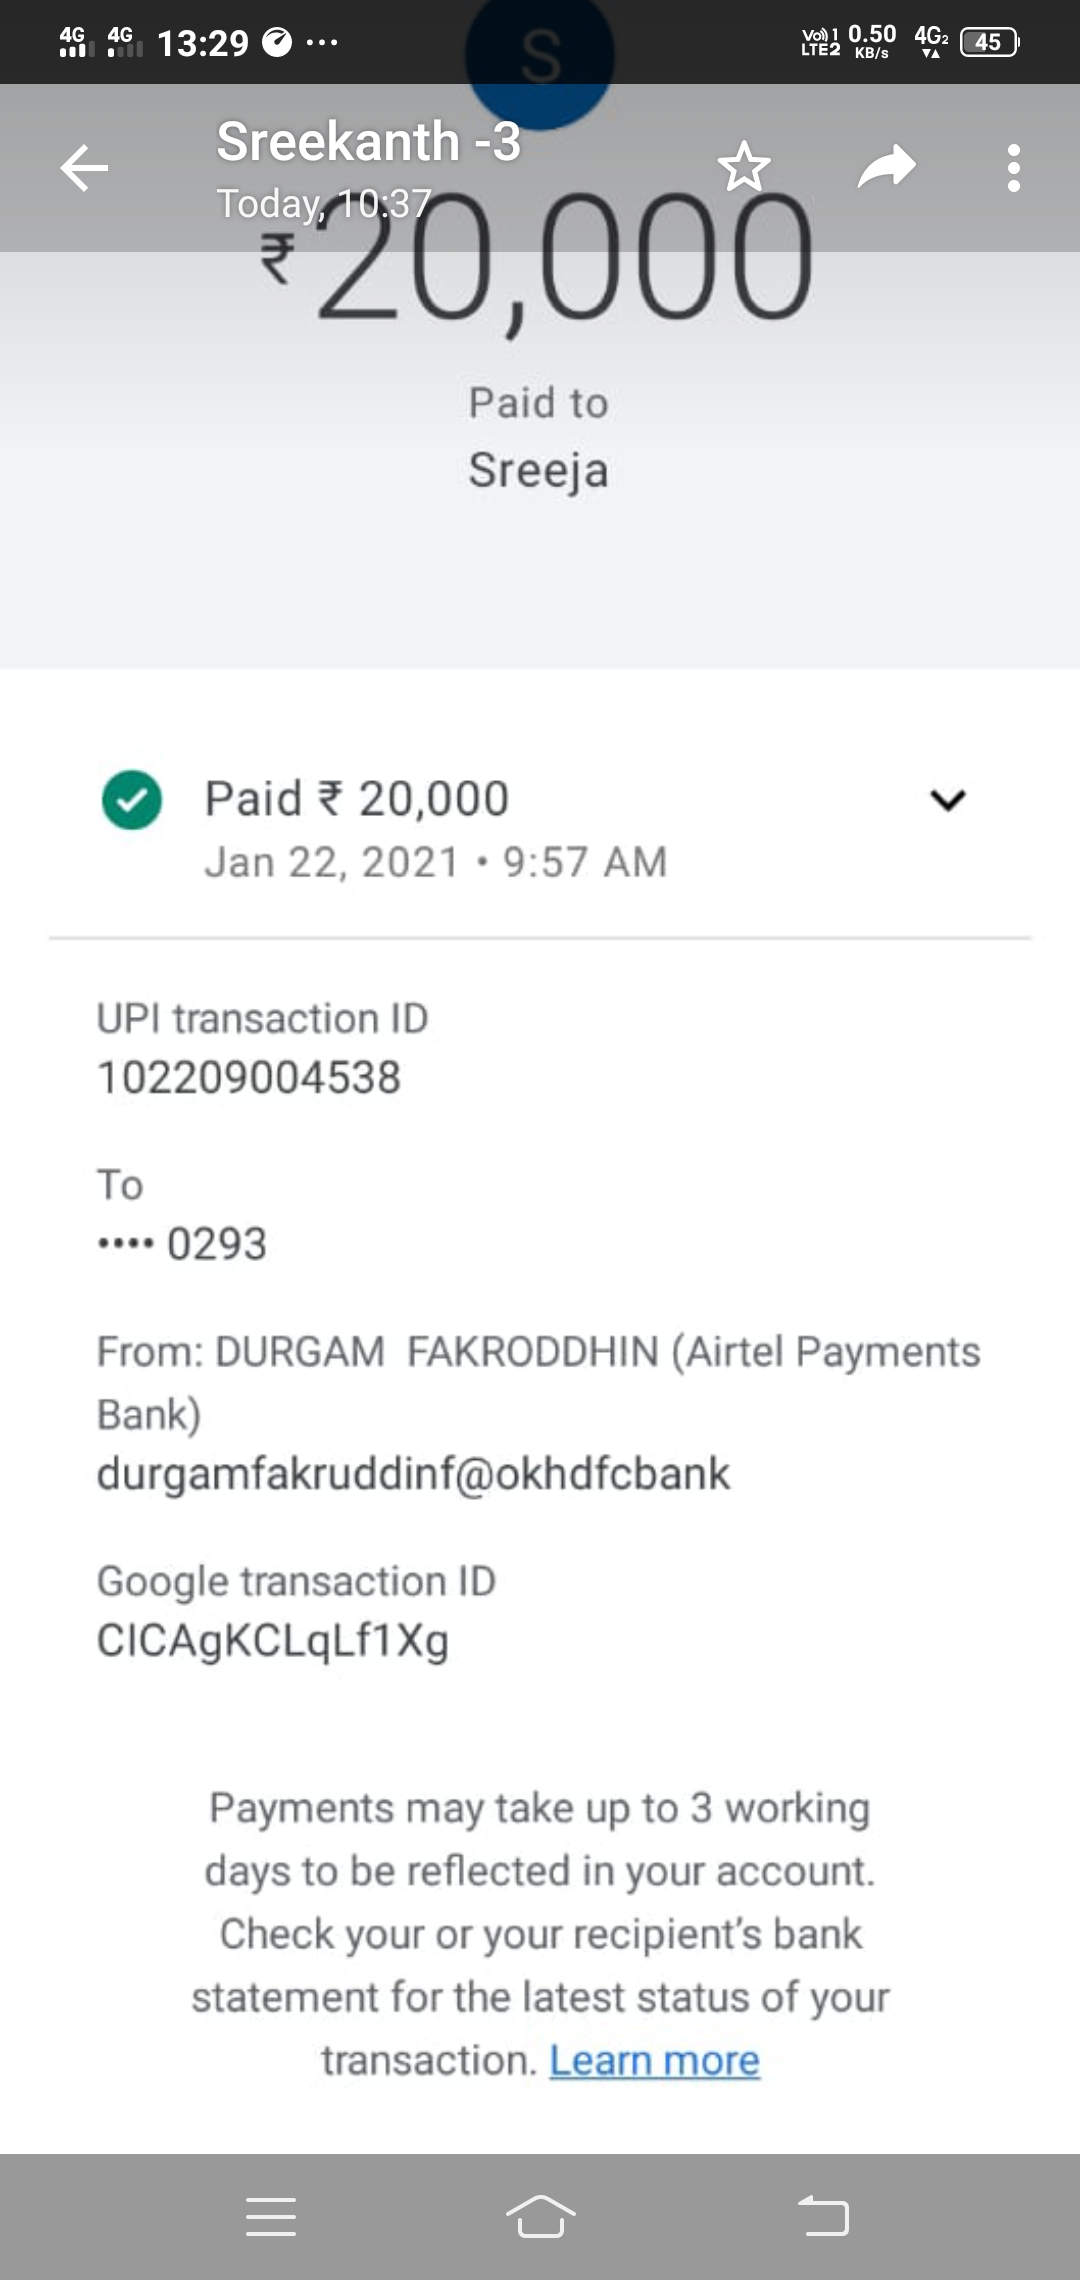 4G 4G 13:29 ... Vo) 1 LTE2 0.50 KB/s 4G2 45
S
Sreekanth -3
Today, 10:37
₹20,000
Paid to
Sreeja
Paid ₹ 20,000
Jan 22, 2021 • 9:57 AM
UPI transaction ID
102209004538
To
•••• 0293
From: DURGAM FAKRODDHIN (Airtel Payments
Bank)
durgamfakruddinf@okhdfcbank
Google transaction ID
CICAgKCLqLf1Xg
Payments may take up to 3 working
days to be reflected in your account.
Check your or your recipient’s bank
statement for the latest status of your
transaction. Learn more